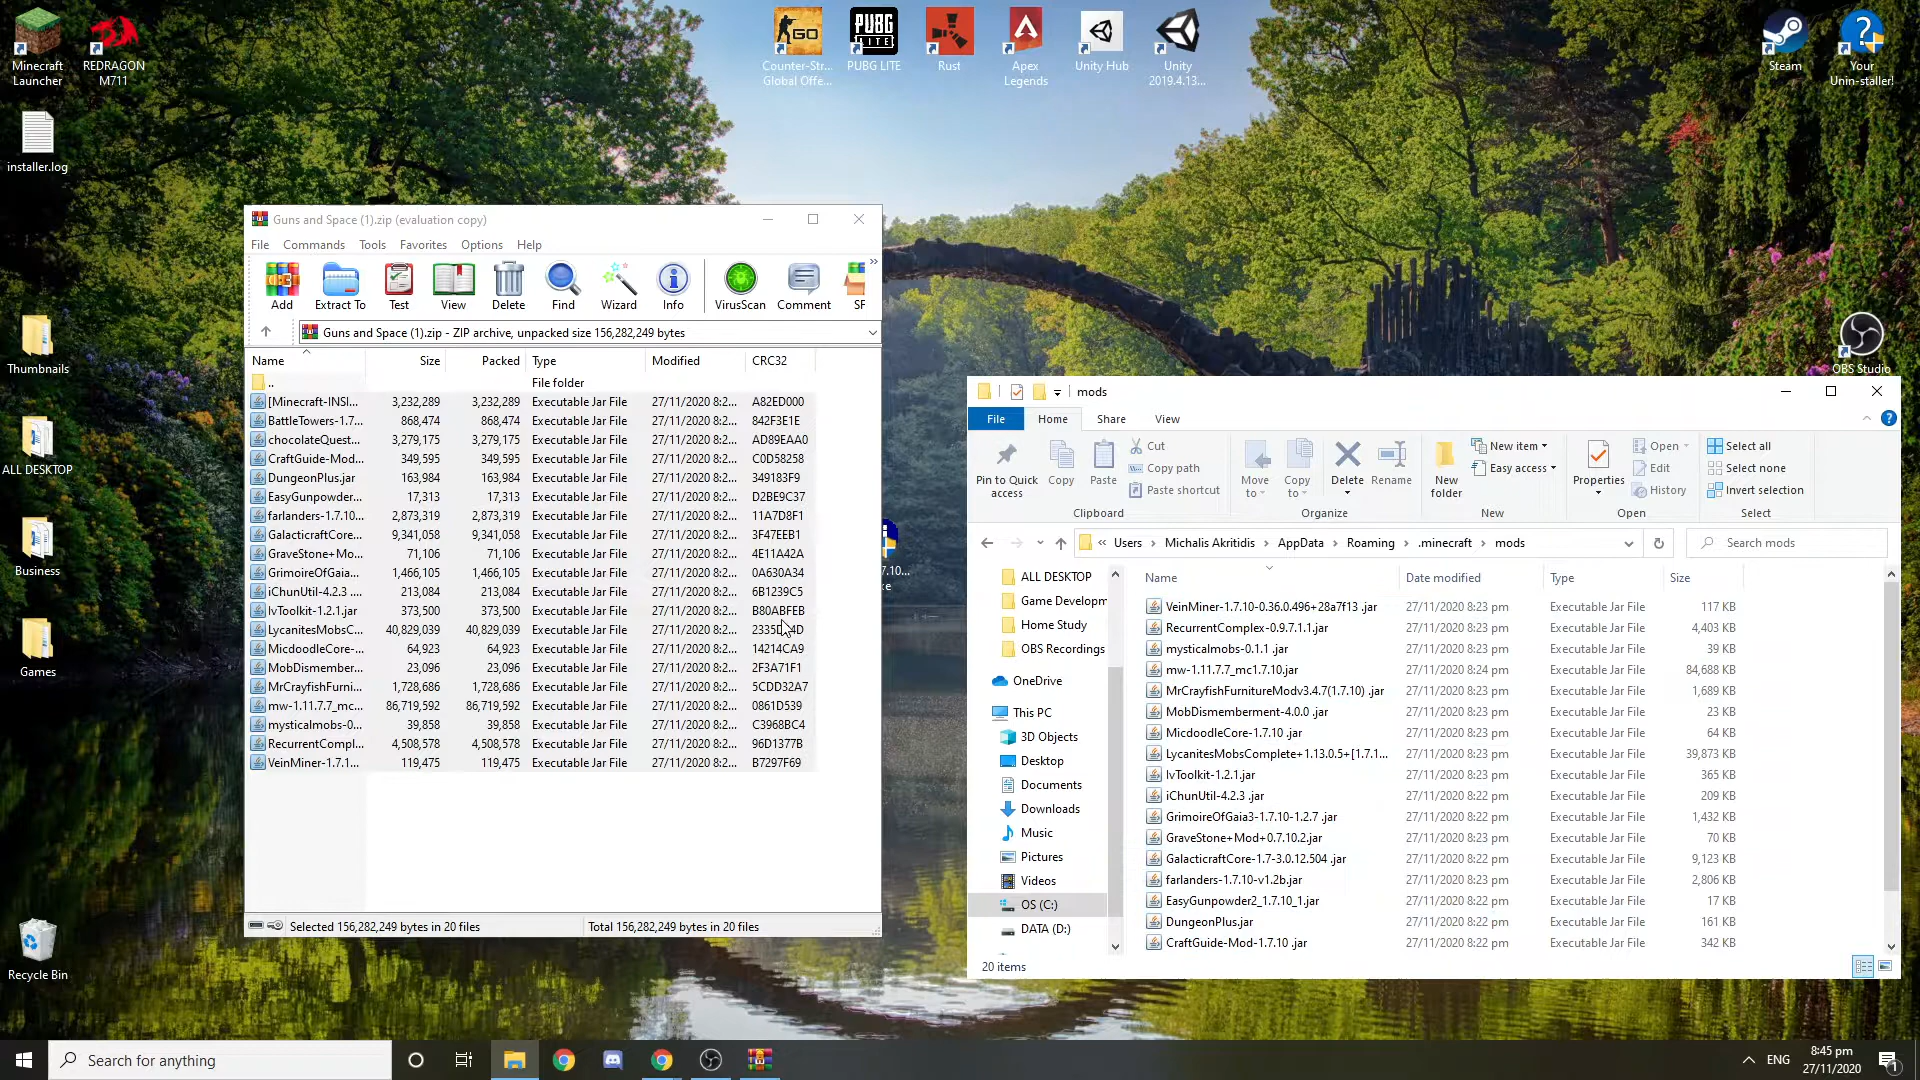 Minecraft
Launcher
REDRAGON
M711
Counter-Str...
Global Offe...
PUBG LITE
Rust
Apex
Legends
Unity Hub
Unity
2019.4.13...
Steam
Your
Unin-staller!
installer.log
Thumbnails
ALL DESKTOP
Business
Games
Recycle Bin
OBS Studio
Guns and Space (1).zip (evaluation copy)
File Commands Tools Favorites Options Help
Add Extract To Test View Delete Find Wizard Info VirusScan Comment SF
Guns and Space (1).zip - ZIP archive, unpacked size 156,282,249 bytes
Name Size Packed Type Modified CRC32
.. File folder
[Minecraft-INSI... 3,232,289 3,232,289 Executable Jar File 27/11/2020 8:2... A82ED000
BattleTowers-1.7... 868,474 868,474 Executable Jar File 27/11/2020 8:2... 842F3E1E
chocolateQuest... 3,279,175 3,279,175 Executable Jar File 27/11/2020 8:2... AD89EAA0
CraftGuide-Mod... 349,595 349,595 Executable Jar File 27/11/2020 8:2... C0D58258
DungeonPlus.jar 163,984 163,984 Executable Jar File 27/11/2020 8:2... 349183F9
EasyGunpowder... 17,313 17,313 Executable Jar File 27/11/2020 8:2... D2BE9C37
farlanders-1.7.10... 2,873,319 2,873,319 Executable Jar File 27/11/2020 8:2... 11A7D8F1
GalacticraftCore... 9,341,058 9,341,058 Executable Jar File 27/11/2020 8:2... 3F47EEB1
GraveStone+Mo... 71,106 71,106 Executable Jar File 27/11/2020 8:2... 4E11A42A
GrimoireOfGaia... 1,466,105 1,466,105 Executable Jar File 27/11/2020 8:2... 0A630A34
iChunUtil-4.2.3 .... 213,084 213,084 Executable Jar File 27/11/2020 8:2... 6B1239C5
IvToolkit-1.2.1.jar 373,500 373,500 Executable Jar File 27/11/2020 8:2... B80ABFEB
LycanitesMobsC... 40,829,039 40,829,039 Executable Jar File 27/11/2020 8:2...
MicdoodleCore-... 64,923 64,923 Executable Jar File 27/11/2020 8:2... 14214CA9
MobDismember... 23,096 23,096 Executable Jar File 27/11/2020 8:2... 2F3A71F1
MrCrayfishFurni... 1,728,686 1,728,686 Executable Jar File 27/11/2020 8:2... 5CDD32A7
mw-1.11.7.7_mc... 86,719,592 86,719,592 Executable Jar File 27/11/2020 8:2... 0861D539
mysticalmobs-0... 39,858 39,858 Executable Jar File 27/11/2020 8:2... C3968BC4
RecurrentCompl... 4,508,578 4,508,578 Executable Jar File 27/11/2020 8:2... 96D1377B
VeinMiner-1.7.1... 119,475 119,475 Executable Jar File 27/11/2020 8:2... B7297F69
Selected 156,282,249 bytes in 20 files Total 156,282,249 bytes in 20 files
mods
File Home Share View
Pin to Quick
access
Copy
Paste
Cut
Copy path
Paste shortcut
Clipboard
Move
to
Copy
to
Delete
Rename
Organize
New
folder
New item
Easy access
New
Properties
Open
Edit
History
Open
Select all
Select none
Invert selection
Select
« Users › Michalis Akritidis › AppData › Roaming › .minecraft › mods
Search mods
ALL DESKTOP
Game Developm
Home Study
OBS Recordings
OneDrive
This PC
3D Objects
Desktop
Documents
Downloads
Music
Pictures
Videos
OS (C:)
DATA (D:)
Name Date modified Type Size
VeinMiner-1.7.10-0.36.0.496+28a7f13 .jar 27/11/2020 8:23 pm Executable Jar File 117 KB
RecurrentComplex-0.9.7.1.1.jar 27/11/2020 8:23 pm Executable Jar File 4,403 KB
mysticalmobs-0.1.1 .jar 27/11/2020 8:23 pm Executable Jar File 39 KB
mw-1.11.7.7_mc1.7.10.jar 27/11/2020 8:24 pm Executable Jar File 84,688 KB
MrCrayfishFurnitureModv3.4.7(1.7.10) .jar 27/11/2020 8:23 pm Executable Jar File 1,689 KB
MobDismemberment-4.0.0 .jar 27/11/2020 8:23 pm Executable Jar File 23 KB
MicdoodleCore-1.7.10 .jar 27/11/2020 8:23 pm Executable Jar File 64 KB
LycanitesMobsComplete+1.13.0.5+[1.7.1... 27/11/2020 8:23 pm Executable Jar File 39,873 KB
IvToolkit-1.2.1.jar 27/11/2020 8:23 pm Executable Jar File 365 KB
iChunUtil-4.2.3 .jar 27/11/2020 8:22 pm Executable Jar File 209 KB
GrimoireOfGaia3-1.7.10-1.2.7 .jar 27/11/2020 8:22 pm Executable Jar File 1,432 KB
GraveStone+Mod+0.7.10.2.jar 27/11/2020 8:23 pm Executable Jar File 70 KB
GalacticraftCore-1.7-3.0.12.504 .jar 27/11/2020 8:22 pm Executable Jar File 9,123 KB
farlanders-1.7.10-v1.2b.jar 27/11/2020 8:23 pm Executable Jar File 2,806 KB
EasyGunpowder2_1.7.10_1.jar 27/11/2020 8:22 pm Executable Jar File 17 KB
DungeonPlus.jar 27/11/2020 8:22 pm Executable Jar File 161 KB
CraftGuide-Mod-1.7.10 .jar 27/11/2020 8:22 pm Executable Jar File 342 KB
20 items
Search for anything
ENG
8:45 pm
27/11/2020